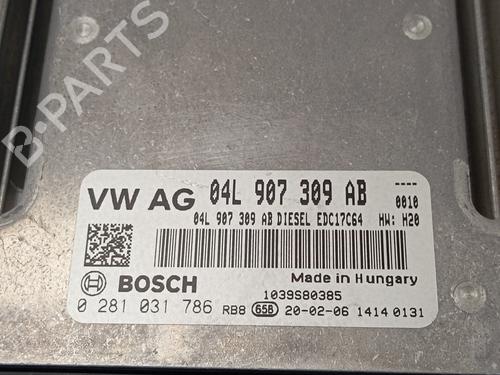 VW AG 04L 907 309 AB ----
0010
04L 907 309 AB DIESEL EDC17C64 HW: H20
BOSCH
Made in Hungary
1039S80385
0 281 031 786 RB8 65B 20-02-06 1414 0131
B-PARTS